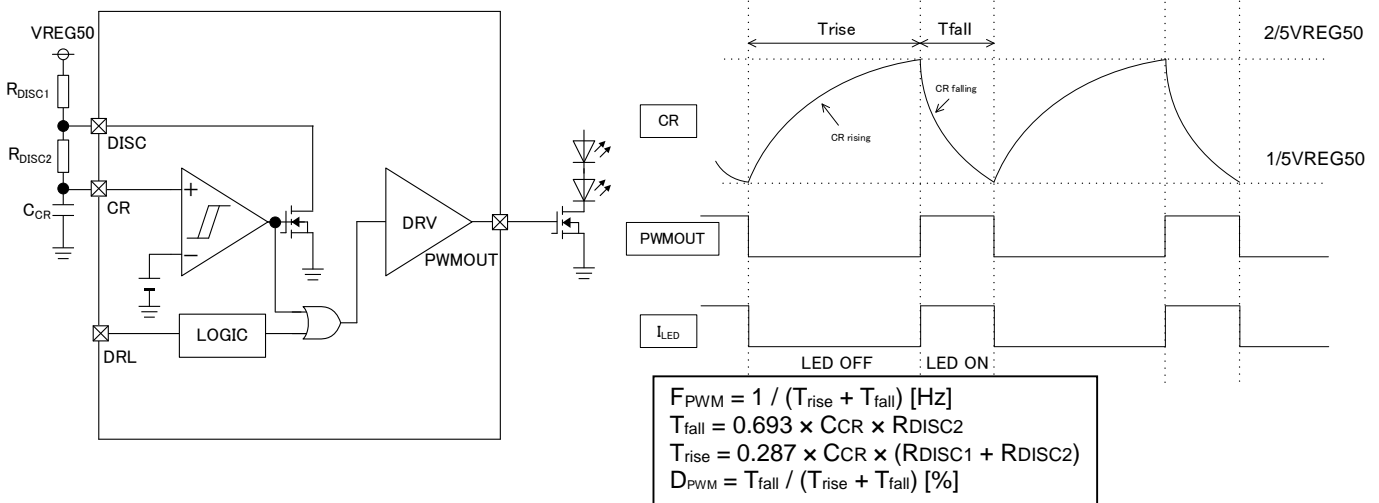 VREG50
RDISC1
DISC
RDISC2
CR
CCR
+
−
DRV
PWMOUT
LOGIC
DRL
Trise
Tfall
2/5VREG50
CR
CR rising
CR falling
1/5VREG50
PWMOUT
ILED
LED OFF
LED ON
FPWM = 1 / (Trise + Tfall) [Hz]
Tfall = 0.693 × CCR × RDISC2
Trise = 0.287 × CCR × (RDISC1 + RDISC2)
DPWM = Tfall / (Trise + Tfall) [%]